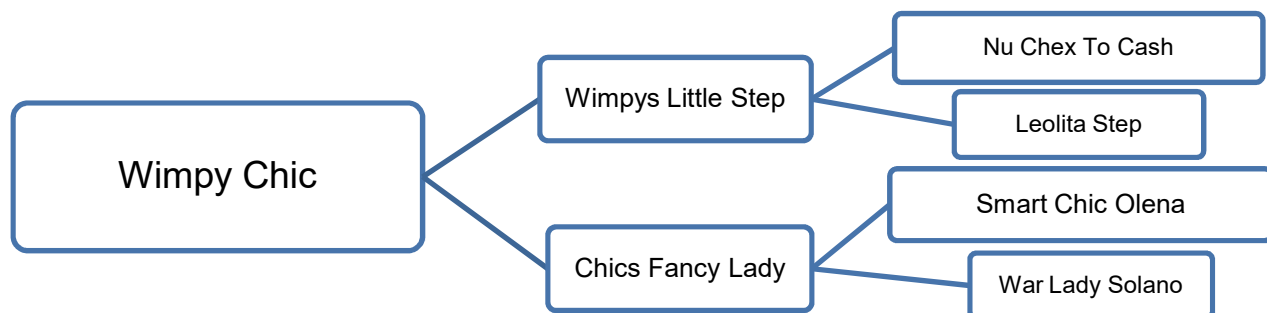 Nu Chex To Cash
Wimpys Little Step
Leolita Step
Wimpy Chic
Smart Chic Olena
Chics Fancy Lady
War Lady Solano